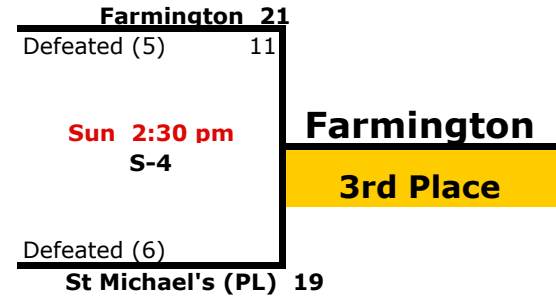 Farmington 21
Defeated (5) 11
Sun 2:30 pm
S-4
Farmington
3rd Place
Defeated (6)
St Michael's (PL) 19